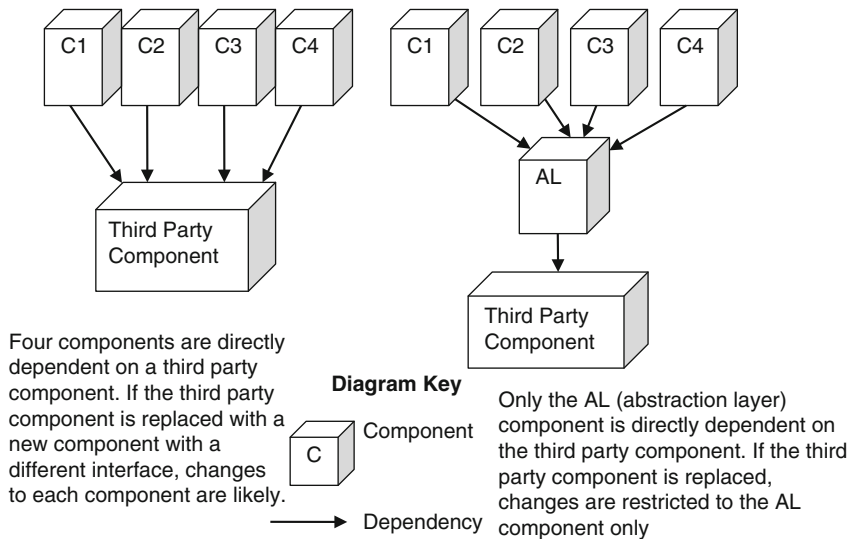 C1
C2
C3
C4
Third Party
Component
Four components are directly
dependent on a third party
component. If the third party
component is replaced with a
new component with a
different interface, changes
to each component are likely.
C1
C2
C3
C4
AL
Third Party
Component
Diagram Key
C
Component
Dependency
Only the AL (abstraction layer)
component is directly dependent on
the third party component. If the third
party component is replaced,
changes are restricted to the AL
component only